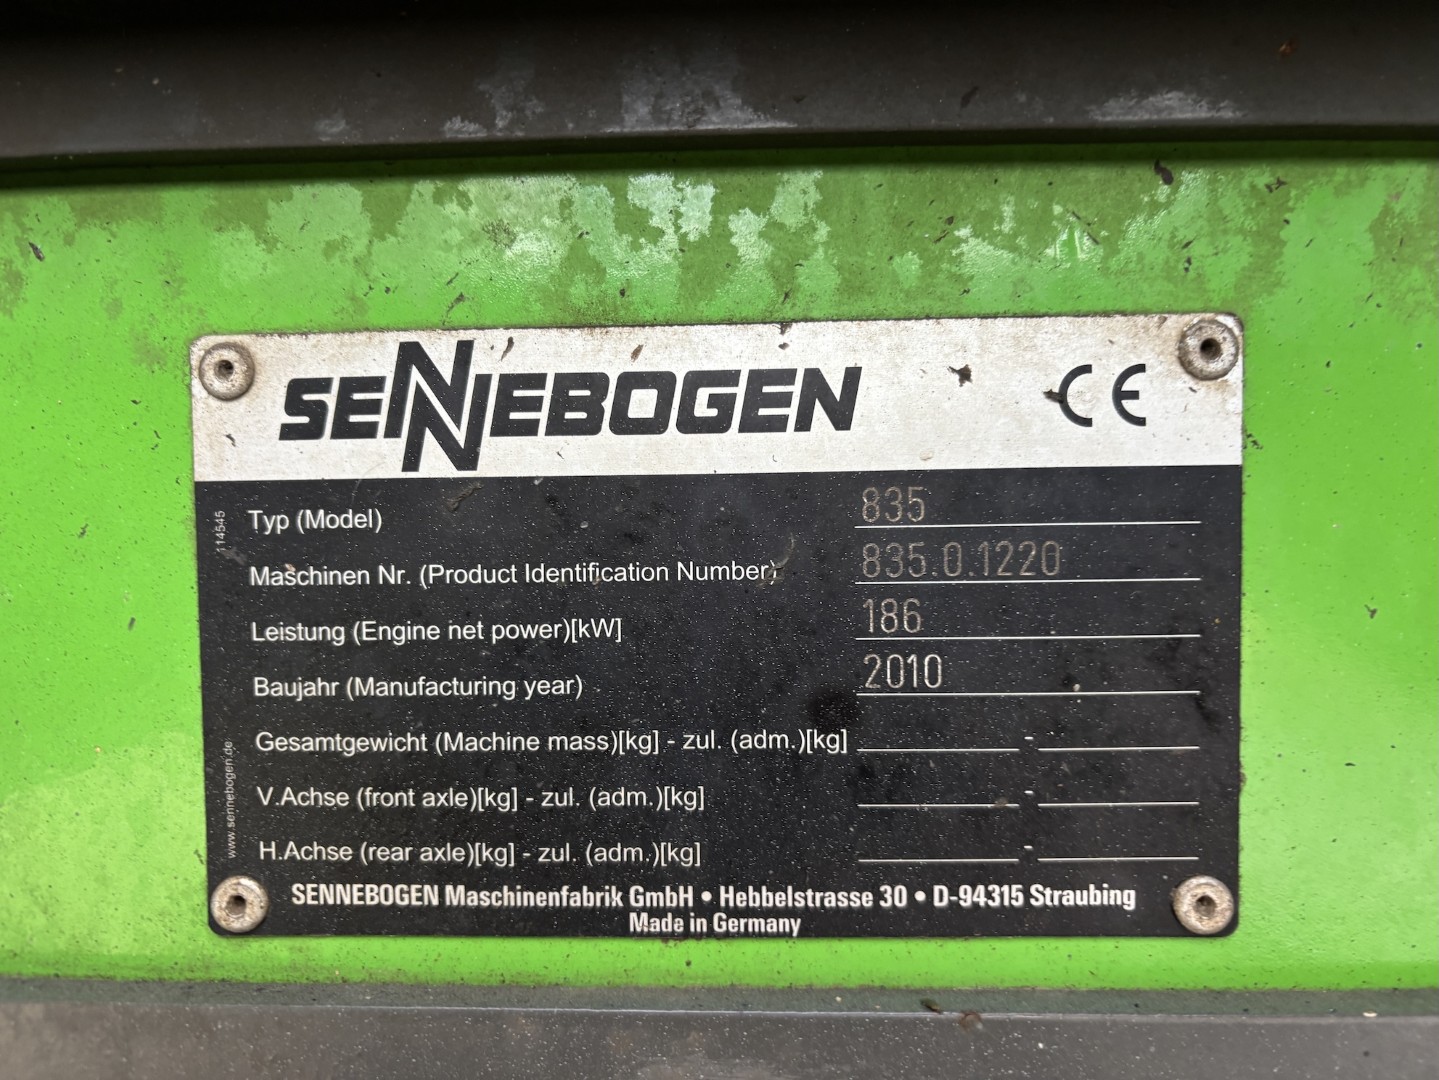 SENNEBOGEN CE
Typ (Model) 835
Maschinen Nr. (Product Identification Number) 835.0.1220
Leistung (Engine net power)[kW] 186
Baujahr (Manufacturing year) 2010
Gesamtgewicht (Machine mass)[kg] - zul. (adm.)[kg] -
V.Achse (front axle)[kg] - zul. (adm.)[kg] -
H.Achse (rear axle)[kg] - zul. (adm.)[kg] -
SENNEBOGEN Maschinenfabrik GmbH • Hebbelstrasse 30 • D-94315 Straubing
Made in Germany
114545
www.sennebogen.de